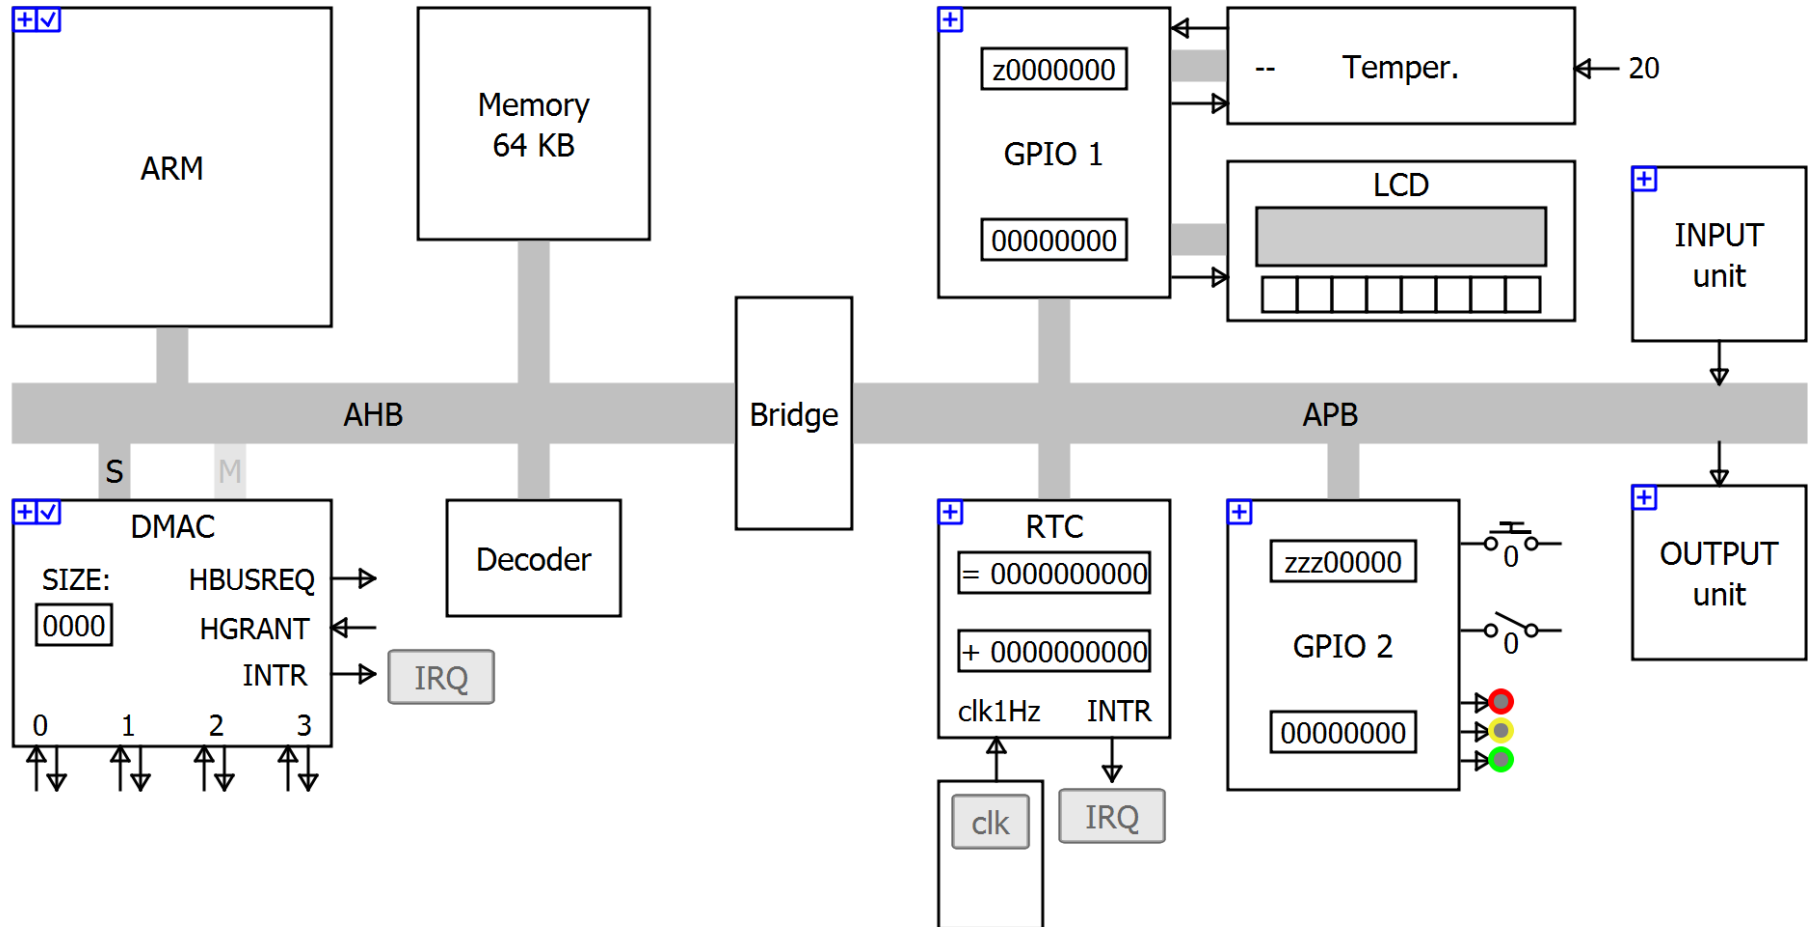 ARM
Memory
64 KB
z0000000
GPIO 1
00000000
-- Temper.
20
LCD
INPUT
unit
AHB
Bridge
APB
S
M
DMAC
SIZE:
0000
HBUSREQ
HGRANT
INTR
IRQ
0 1 2 3
Decoder
RTC
= 0000000000
+ 0000000000
clk1Hz INTR
clk
IRQ
zzz00000
GPIO 2
00000000
0
0
OUTPUT
unit